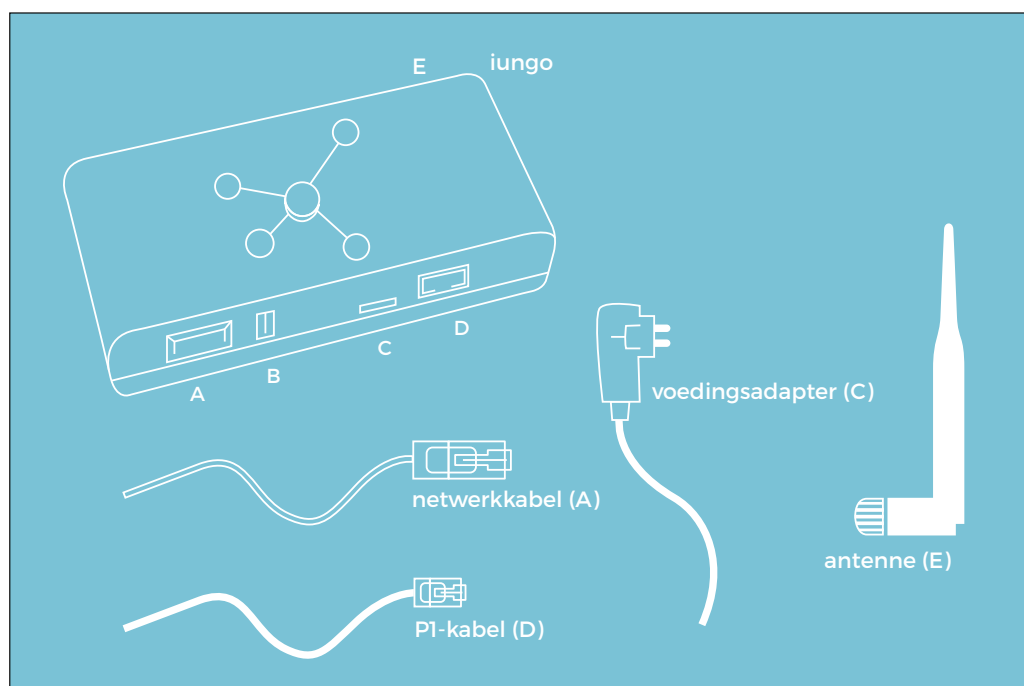 E
iungo
D
C
B
A
voedingsadapter (C)
netwerkkabel (A)
antenne (E)
P1-kabel (D)